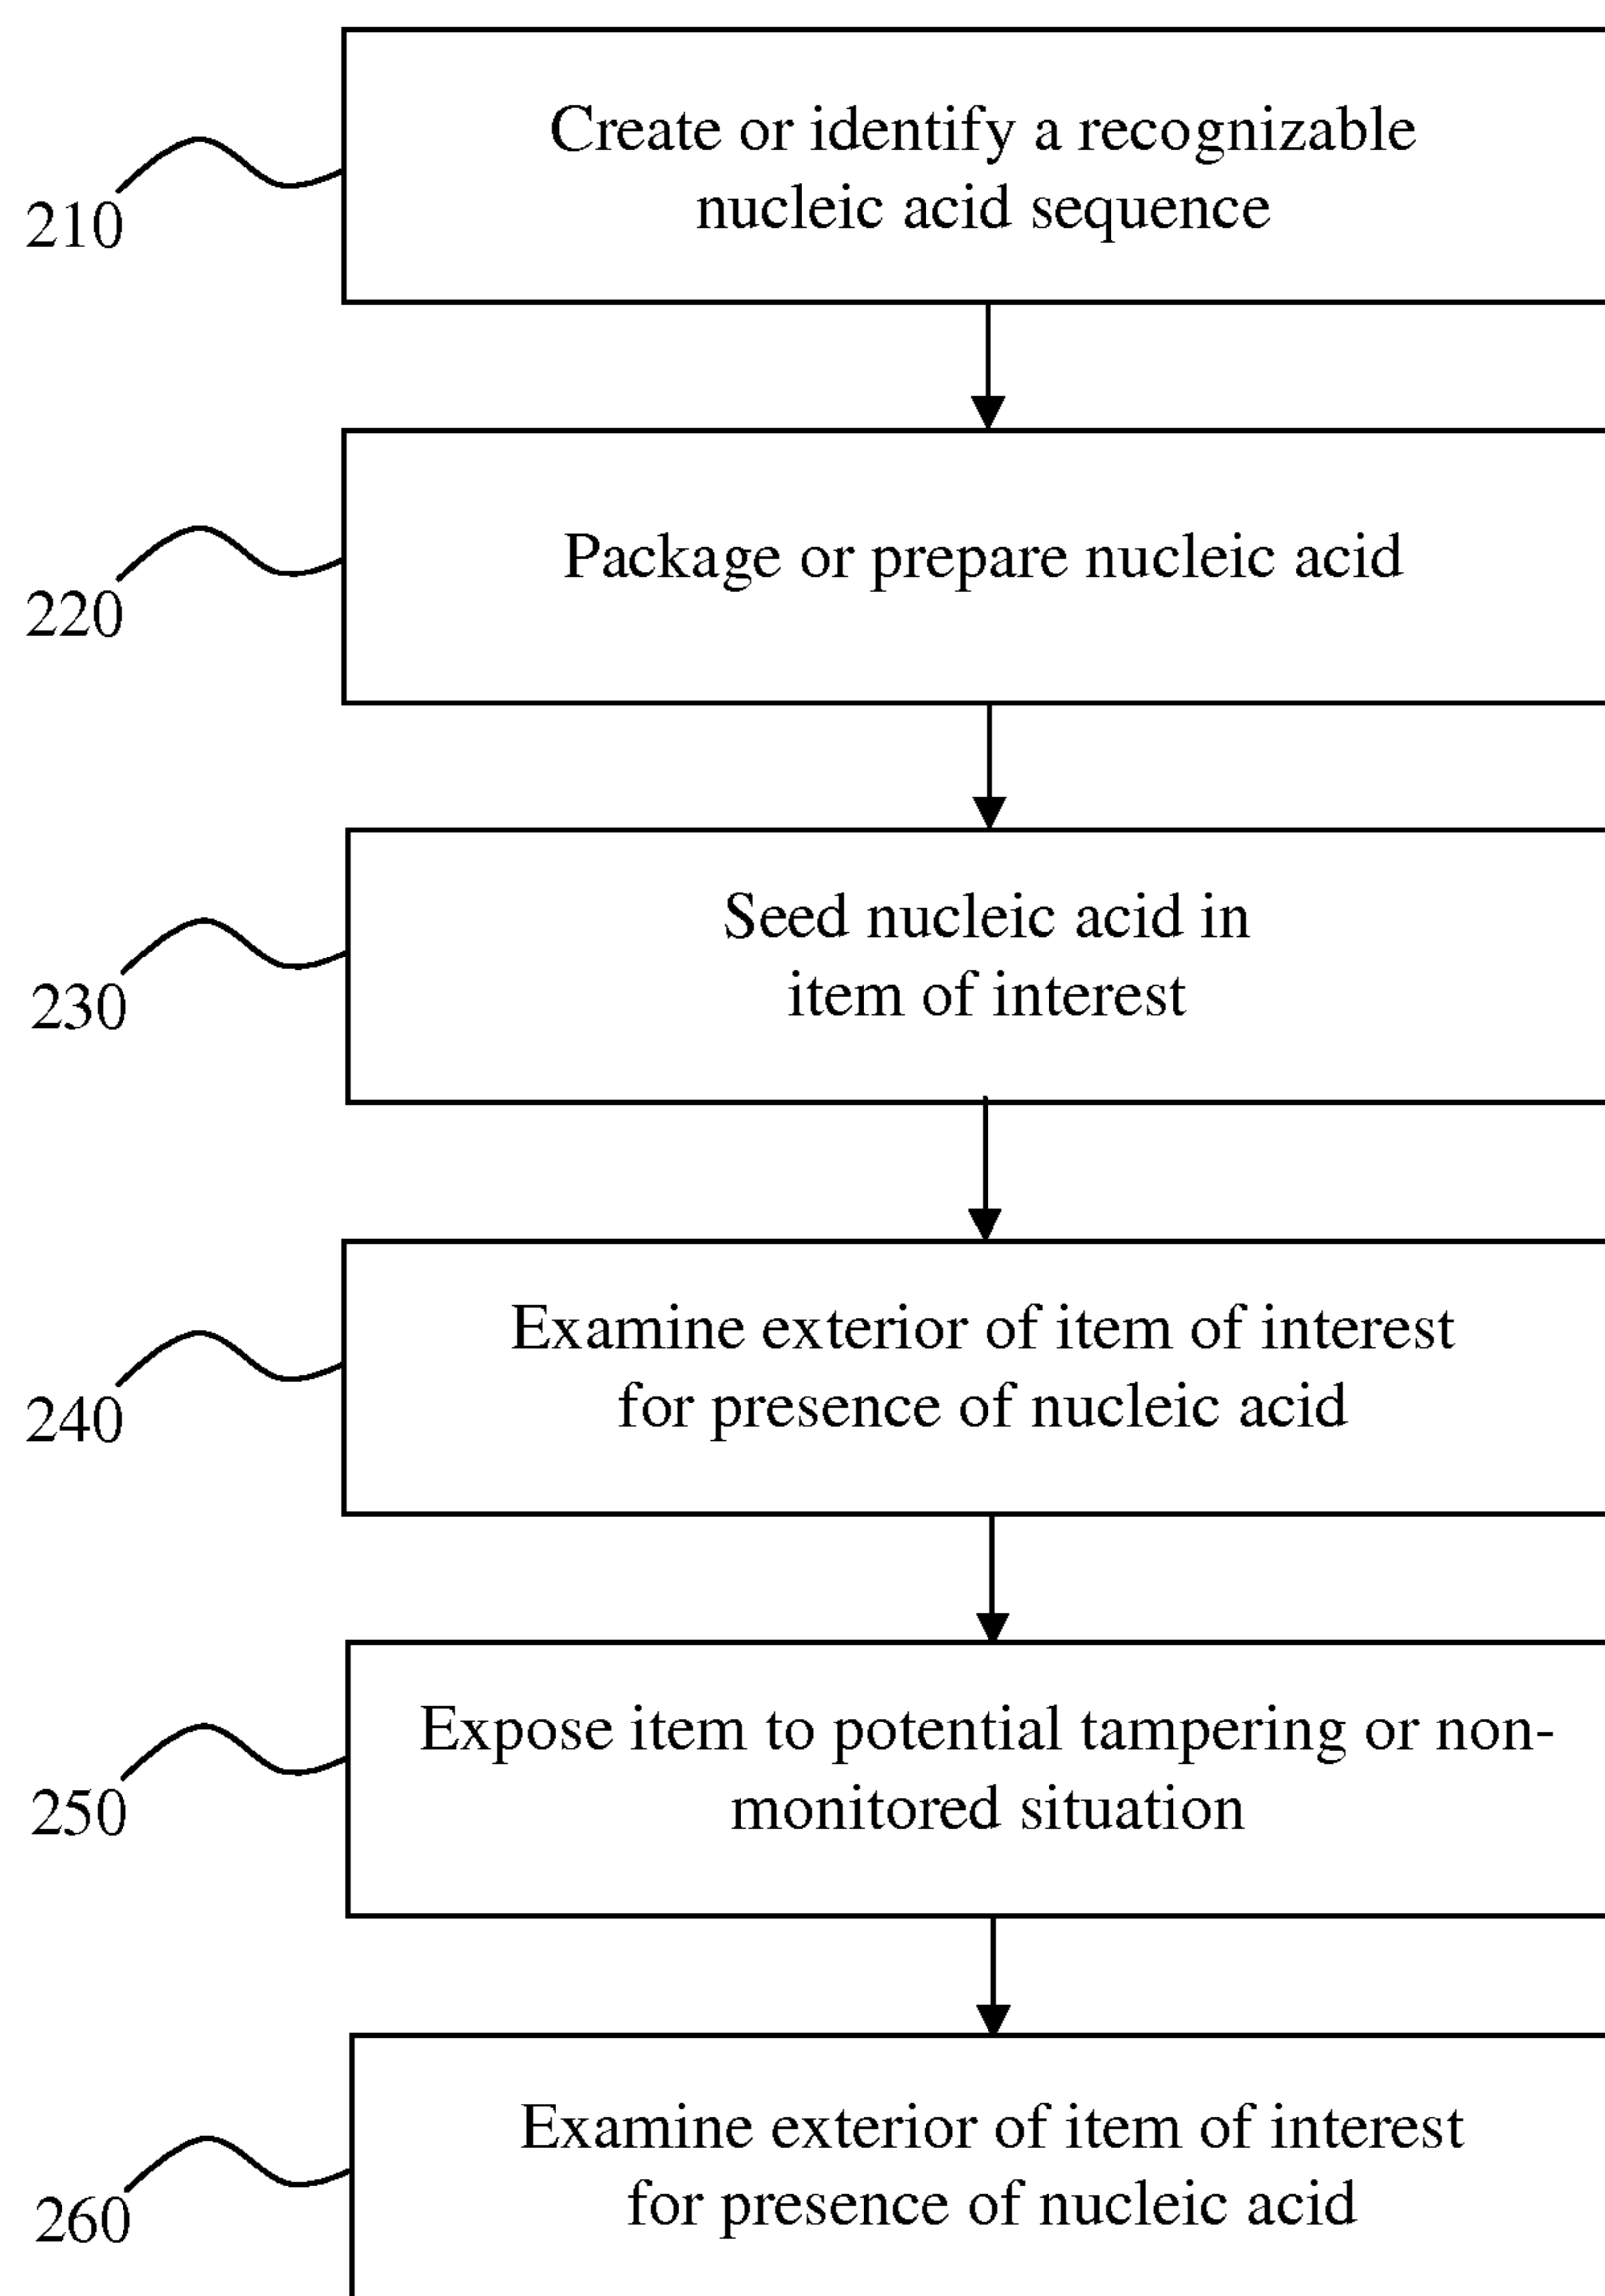 Create or identify a recognizable
nucleic acid sequence
210
Package or prepare nucleic acid
220
Seed nucleic acid in
item of interest
230
Examine exterior of item of interest
for presence of nucleic acid
240
Expose item to potential tampering or non-
monitored situation
250
Examine exterior of item of interest
for presence of nucleic acid
260